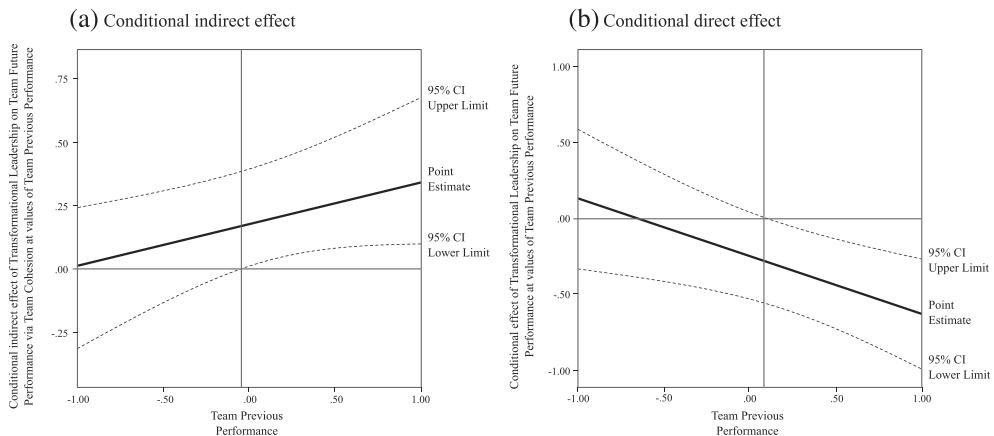 (a) Conditional indirect effect
Conditional indirect effect of Transformational Leadership on Team Future
Performance via Team Cohesion at values of Team Previous Performance
.75
.50
.25
.00
-.25
95% CI
Upper Limit
Point
Estimate
95% CI
Lower Limit
-1.00
-.50
.00
.50
1.00
Team Previous
Performance
(b) Conditional direct effect
Conditional effect of Transformational Leadership on Team Future
Performance at values of Team Previous Performance
1.00
.50
.00
-.50
-1.00
95% CI
Upper Limit
Point
Estimate
95% CI
Lower Limit
-1.00
-.50
.00
.50
1.00
Team Previous
Performance